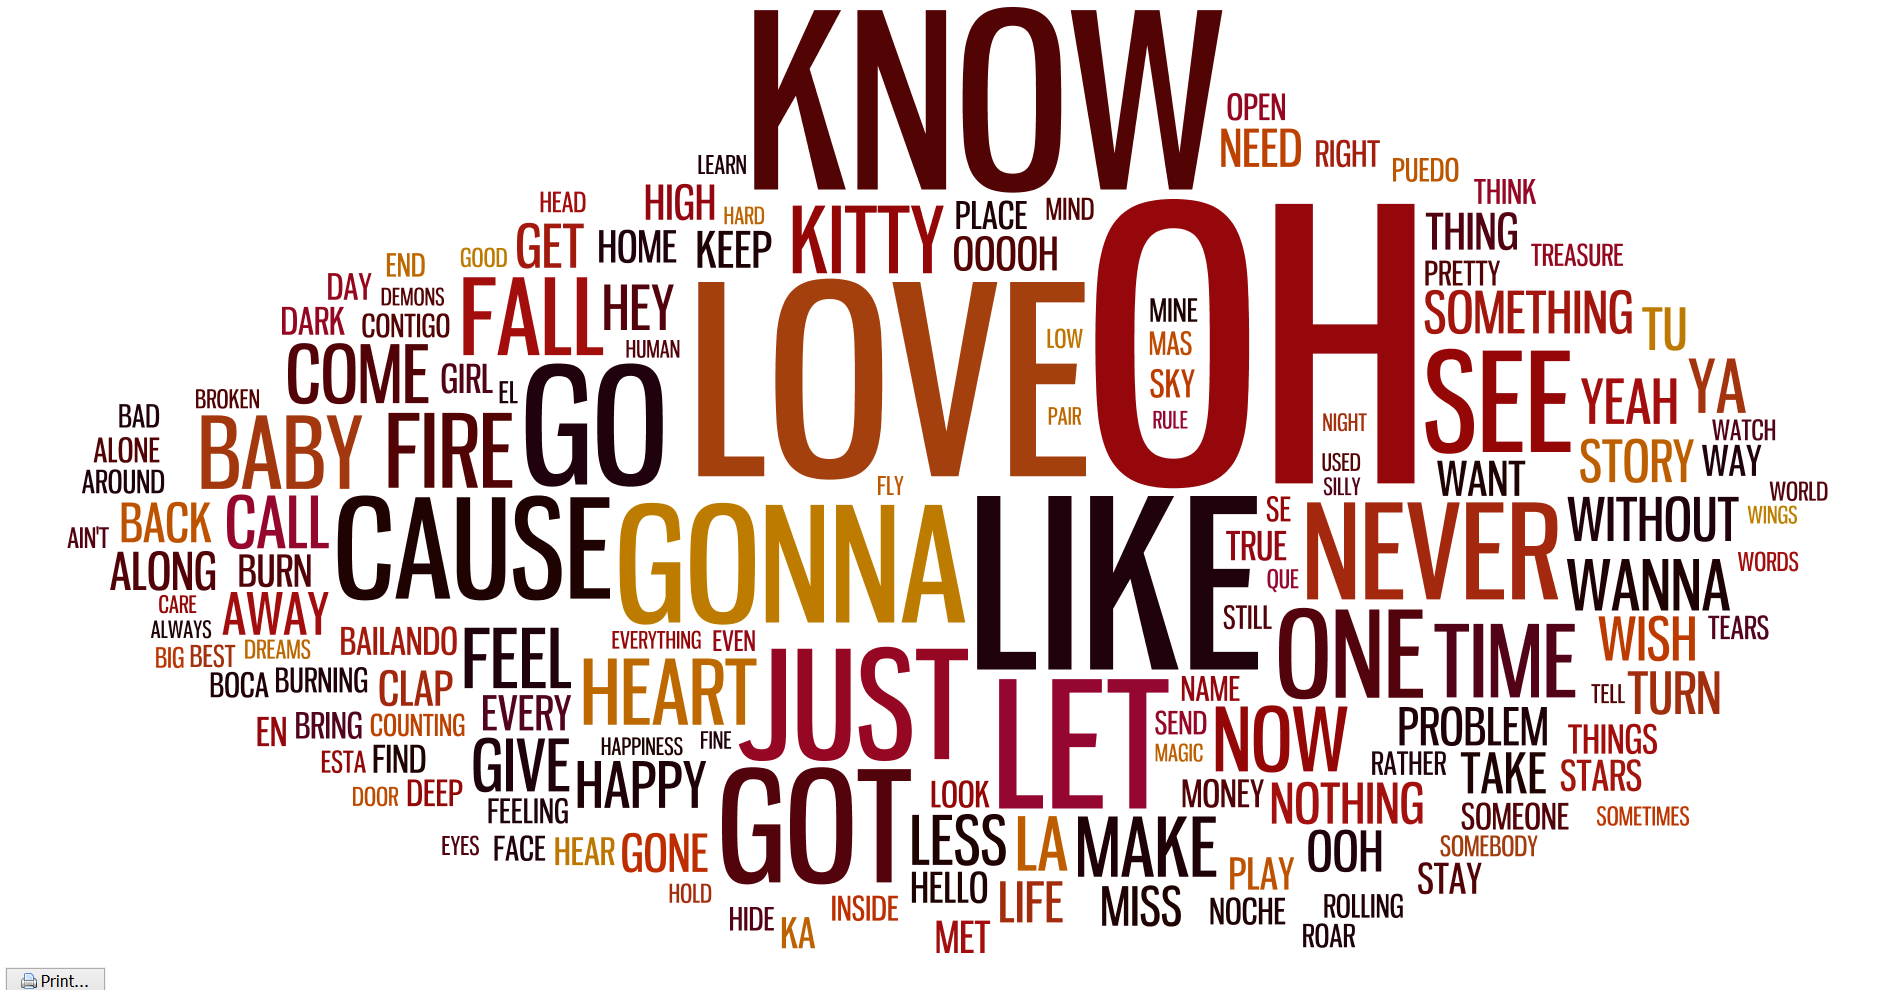 KNOW
OPEN
NEED
RIGHT
PUEDO
LEARN
THINK
HEAD
HIGH
HARD
KITTY
PLACE
MIND
OH
THING
TREASURE
END
GOOD
GET
HOME
KEEP
OOOOH
PRETTY
DAY
DEMONS
FALL
HEY
LOVE
MINE
SOMETHING
TU
DARK
CONTIGO
HUMAN
LOW
MAS
COME
GIRL
EL
GO
SKY
SEE
YEAH
YA
BROKEN
BAD
BABY
FIRE
PAIR
RULE
NIGHT
WATCH
ALONE
STORY
WAY
AROUND
FLY
USED
SILLY
WANT
WORLD
AIN'T
BACK
CALL
CAUSE
GONNA
LIKE
SE
NEVER
WITHOUT
WINGS
TRUE
ALONG
BURN
QUE
WANNA
WORDS
CARE
AWAY
STILL
ALWAYS
BAILANDO
FEEL
EVERYTHING
EVEN
ONE
TIME
WISH
TEARS
BIG
BEST
DREAMS
BOCA
BURNING
CLAP
HEART
JUST
LET
NAME
TELL
TURN
EN
BRING
COUNTING
EVERY
SEND
NOW
PROBLEM
THINGS
ESTA
FIND
GIVE
HAPPINESS
FINE
MAGIC
RATHER
TAKE
STARS
DOOR
DEEP
FEELING
HAPPY
GOT
LOOK
MONEY
NOTHING
SOMEONE
SOMETIMES
EYES
FACE
HEAR
GONE
LESS
LA
MAKE
OOH
SOMEBODY
HOLD
HELLO
PLAY
STAY
HIDE
KA
INSIDE
LIFE
MISS
NOCHE
ROLLING
MET
ROAR
Print...